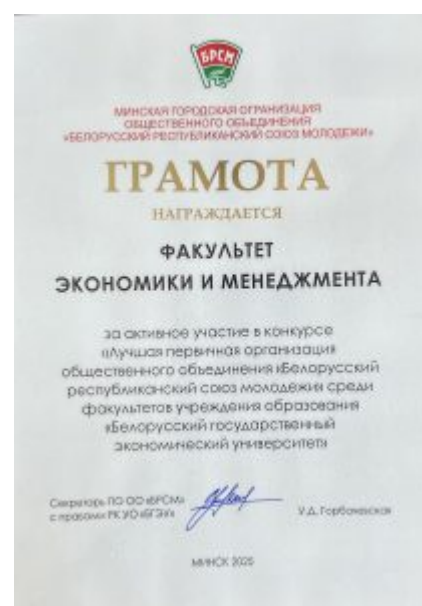 БРСМ
МИНСКАЯ ГОРОДСКАЯ ОРГАНИЗАЦИЯ
ОБЩЕСТВЕННОГО ОБЪЕДИНЕНИЯ
«БЕЛОРУССКИЙ РЕСПУБЛИКАНСКИЙ СОЮЗ МОЛОДЕЖИ»
ГРАМОТА
НАГРАЖДАЕТСЯ
ФАКУЛЬТЕТ
ЭКОНОМИКИ И МЕНЕДЖМЕНТА
за активное участие в конкурсе
«Лучшая первичная организация
общественного объединения «Белорусский
республиканский союз молодежи» среди
факультетов учреждения образования
«Белорусский государственный
экономический университет»
Секретарь ПО ОО «БРСМ»
с правами РК УО «БГЭУ»
У.Д. Горбачевская
МИНСК 2025